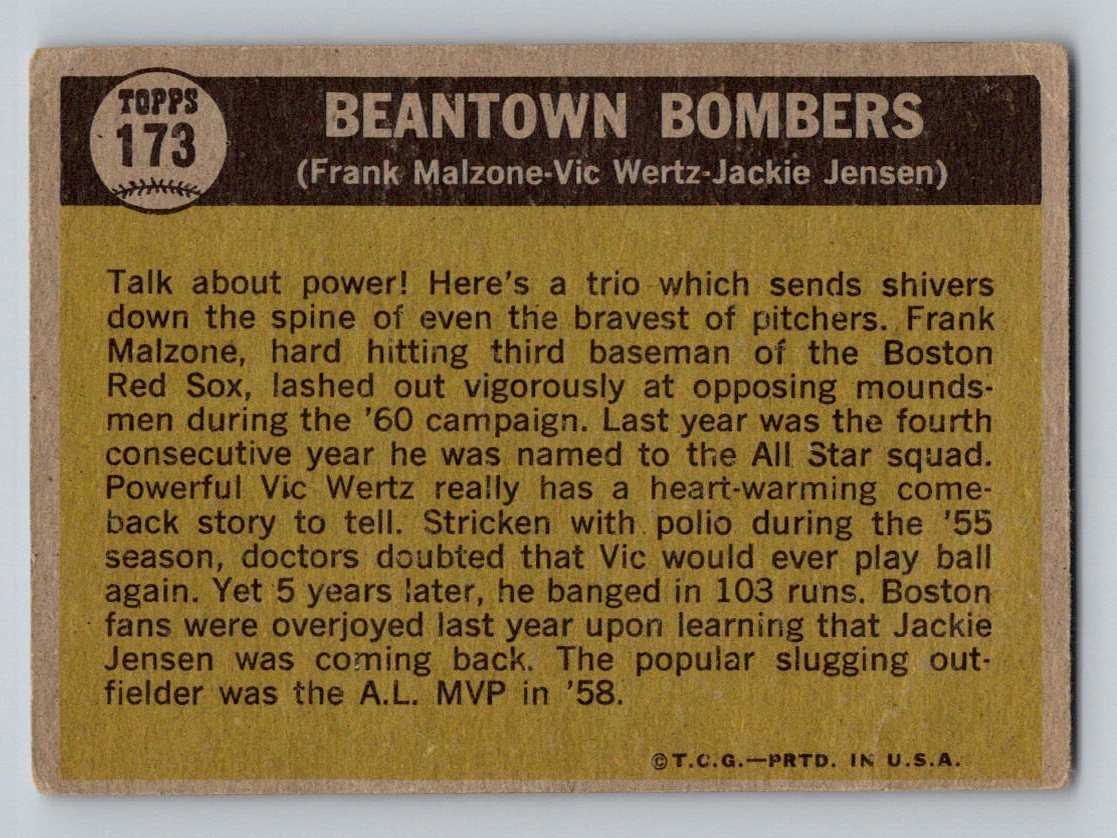 TOPPS
173
BEANTOWN BOMBERS
(Frank Malzone-Vic Wertz-Jackie Jensen)
Talk about power! Here's a trio which sends shivers
down the spine of even the bravest of pitchers. Frank
Malzone, hard hitting third baseman of the Boston
Red Sox, lashed out vigorously at opposing mounds-
men during the '60 campaign. Last year was the fourth
consecutive year he was named to the All Star squad.
Powerful Vic Wertz really has a heart-warming come-
back story to tell. Stricken with polio during the '55
season, doctors doubted that Vic would ever play ball
again. Yet 5 years later, he banged in 103 runs. Boston
fans were overjoyed last year upon learning that Jackie
Jensen was coming back. The popular slugging out-
fielder was the A.L. MVP in '58.
©T.C.G.—PRTD. IN U.S.A.